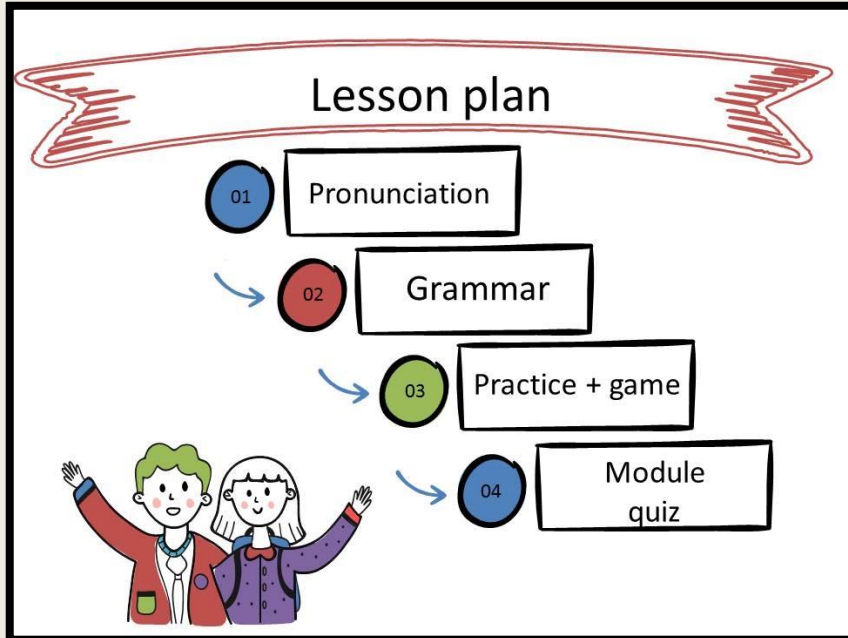 Lesson plan
01
Pronunciation
02
Grammar
03
Practice + game
04
Module
quiz